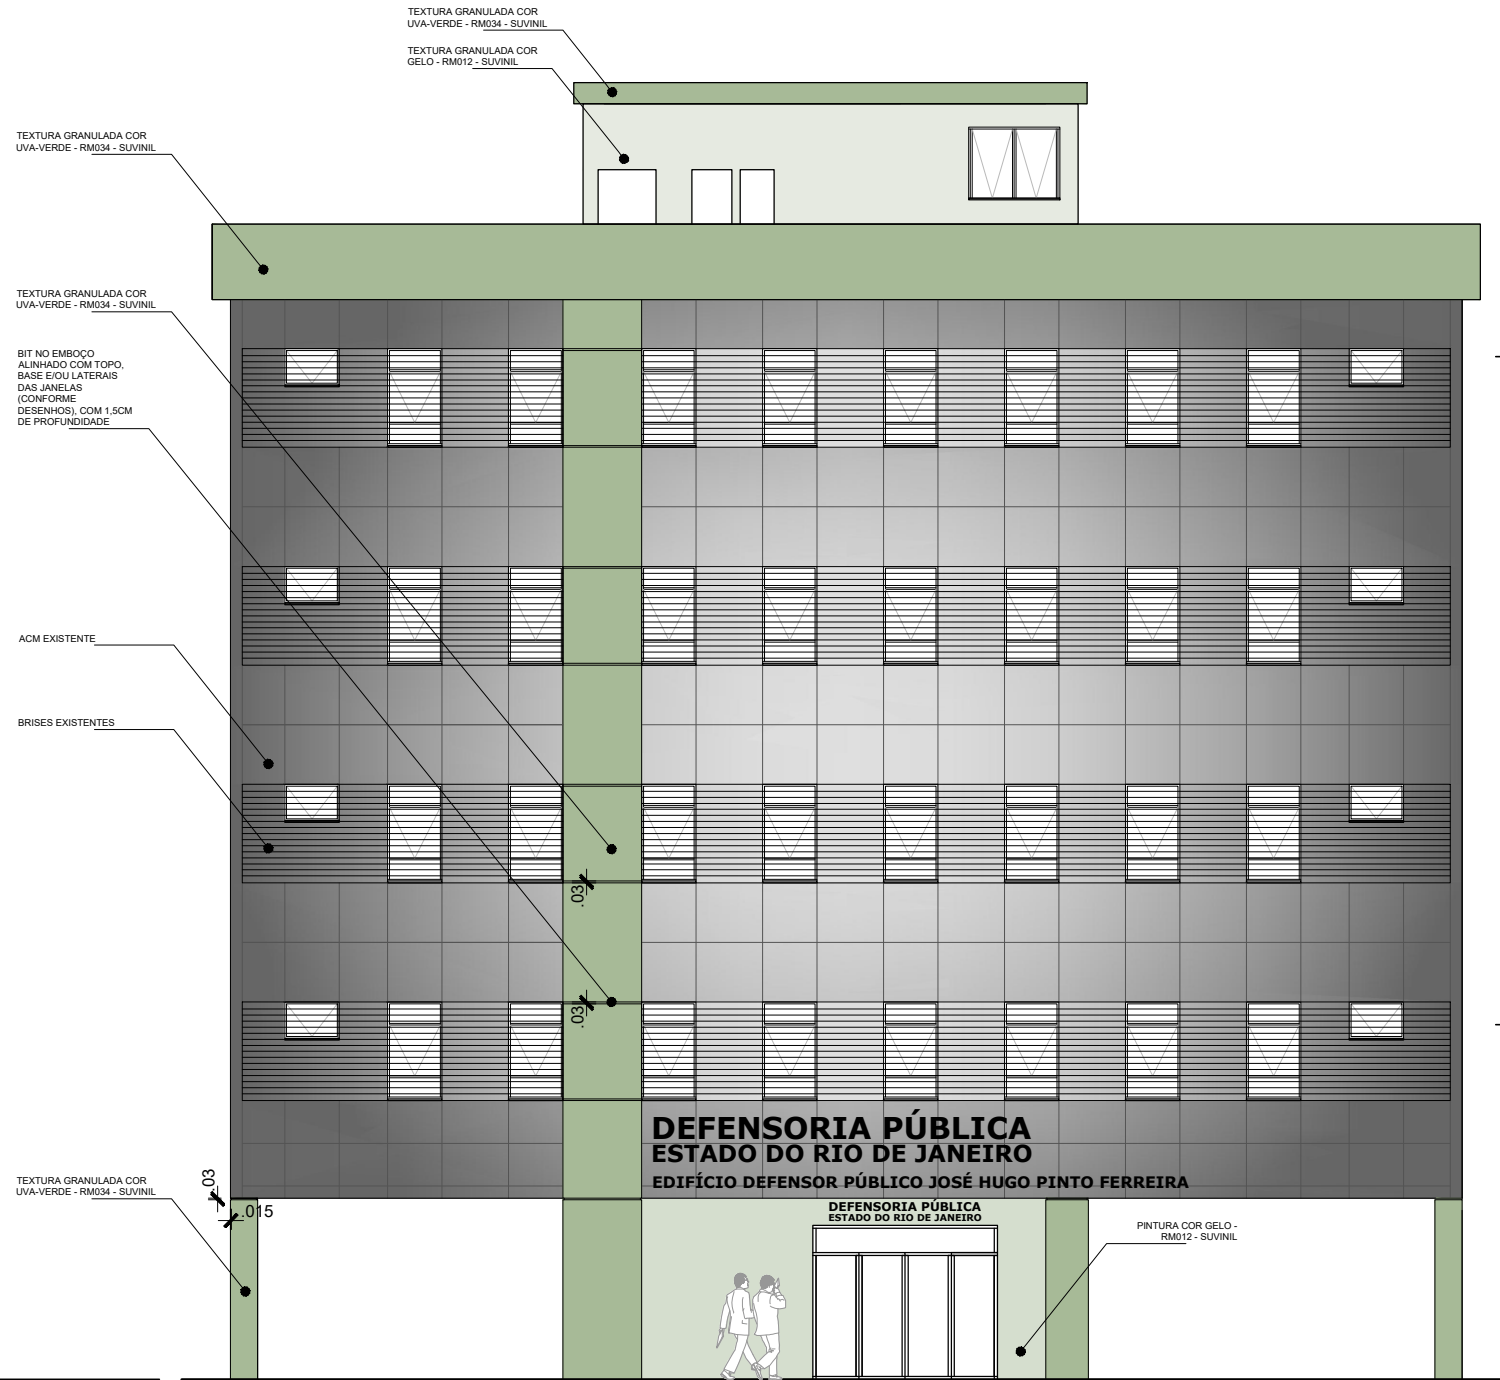 TEXTURA GRANULADA COR
UVA-VERDE - RM034 - SUVINIL
TEXTURA GRANULADA COR
GELO - RM012 - SUVINIL
TEXTURA GRANULADA COR
UVA-VERDE - RM034 - SUVINIL
TEXTURA GRANULADA COR
UVA-VERDE - RM034 - SUVINIL
BIT NO EMBOÇO
ALINHADO COM TOPO,
BASE E/OU LATERAIS
DAS JANELAS
(CONFORME
DESENHOS), COM 1,5CM
DE PROFUNDIDADE
ACM EXISTENTE
BRISES EXISTENTES
.03
.03
DEFENSORIA PÚBLICA
ESTADO DO RIO DE JANEIRO
EDIFÍCIO DEFENSOR PÚBLICO JOSÉ HUGO PINTO FERREIRA
TEXTURA GRANULADA COR
UVA-VERDE - RM034 - SUVINIL
.03
.015
DEFENSORIA PÚBLICA
ESTADO DO RIO DE JANEIRO
PINTURA COR GELO -
RM012 - SUVINIL